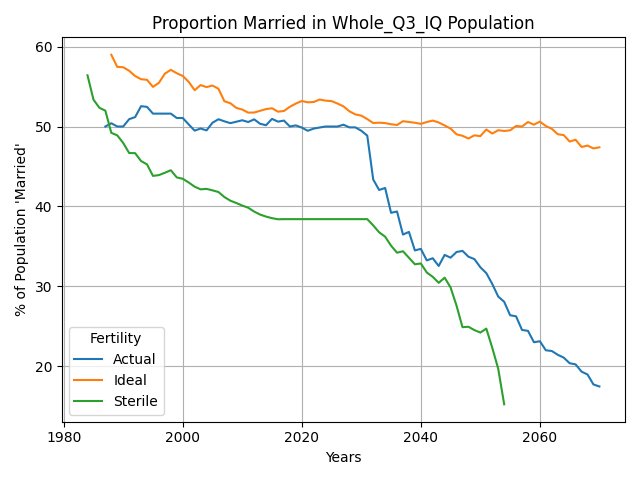 Proportion Married in Whole_Q3_IQ Population
% of Population 'Married'
60
50
40
30
20
Fertility
Actual
Ideal
Sterile
1980
2000
2020
2040
2060
Years